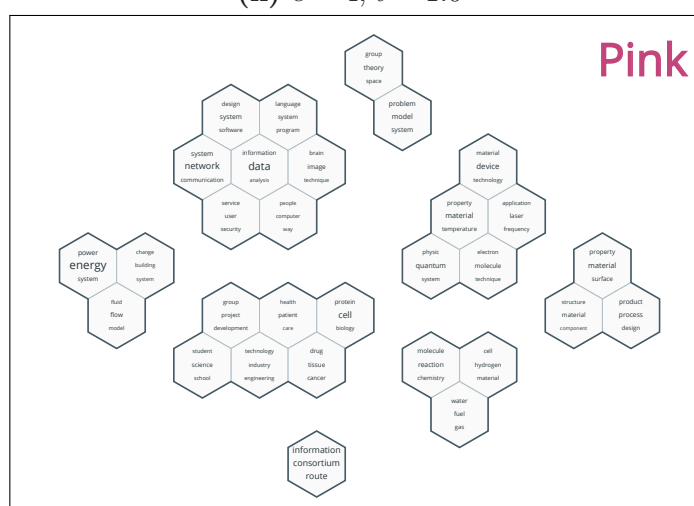 Pink
group
theory
space
problem
model
system
design
system
software
language
system
program
system
network
communication
information
data
analysis
brain
image
technique
service
user
security
people
computer
way
material
device
technology
property
material
temperature
application
laser
frequency
physic
quantum
system
electron
molecule
technique
power
energy
system
change
building
system
fluid
flow
model
property
material
surface
structure
material
component
product
process
design
group
project
development
health
patient
care
protein
cell
biology
student
science
school
technology
industry
engineering
drug
tissue
cancer
molecule
reaction
chemistry
cell
hydrogen
material
water
fuel
gas
information
consortium
route